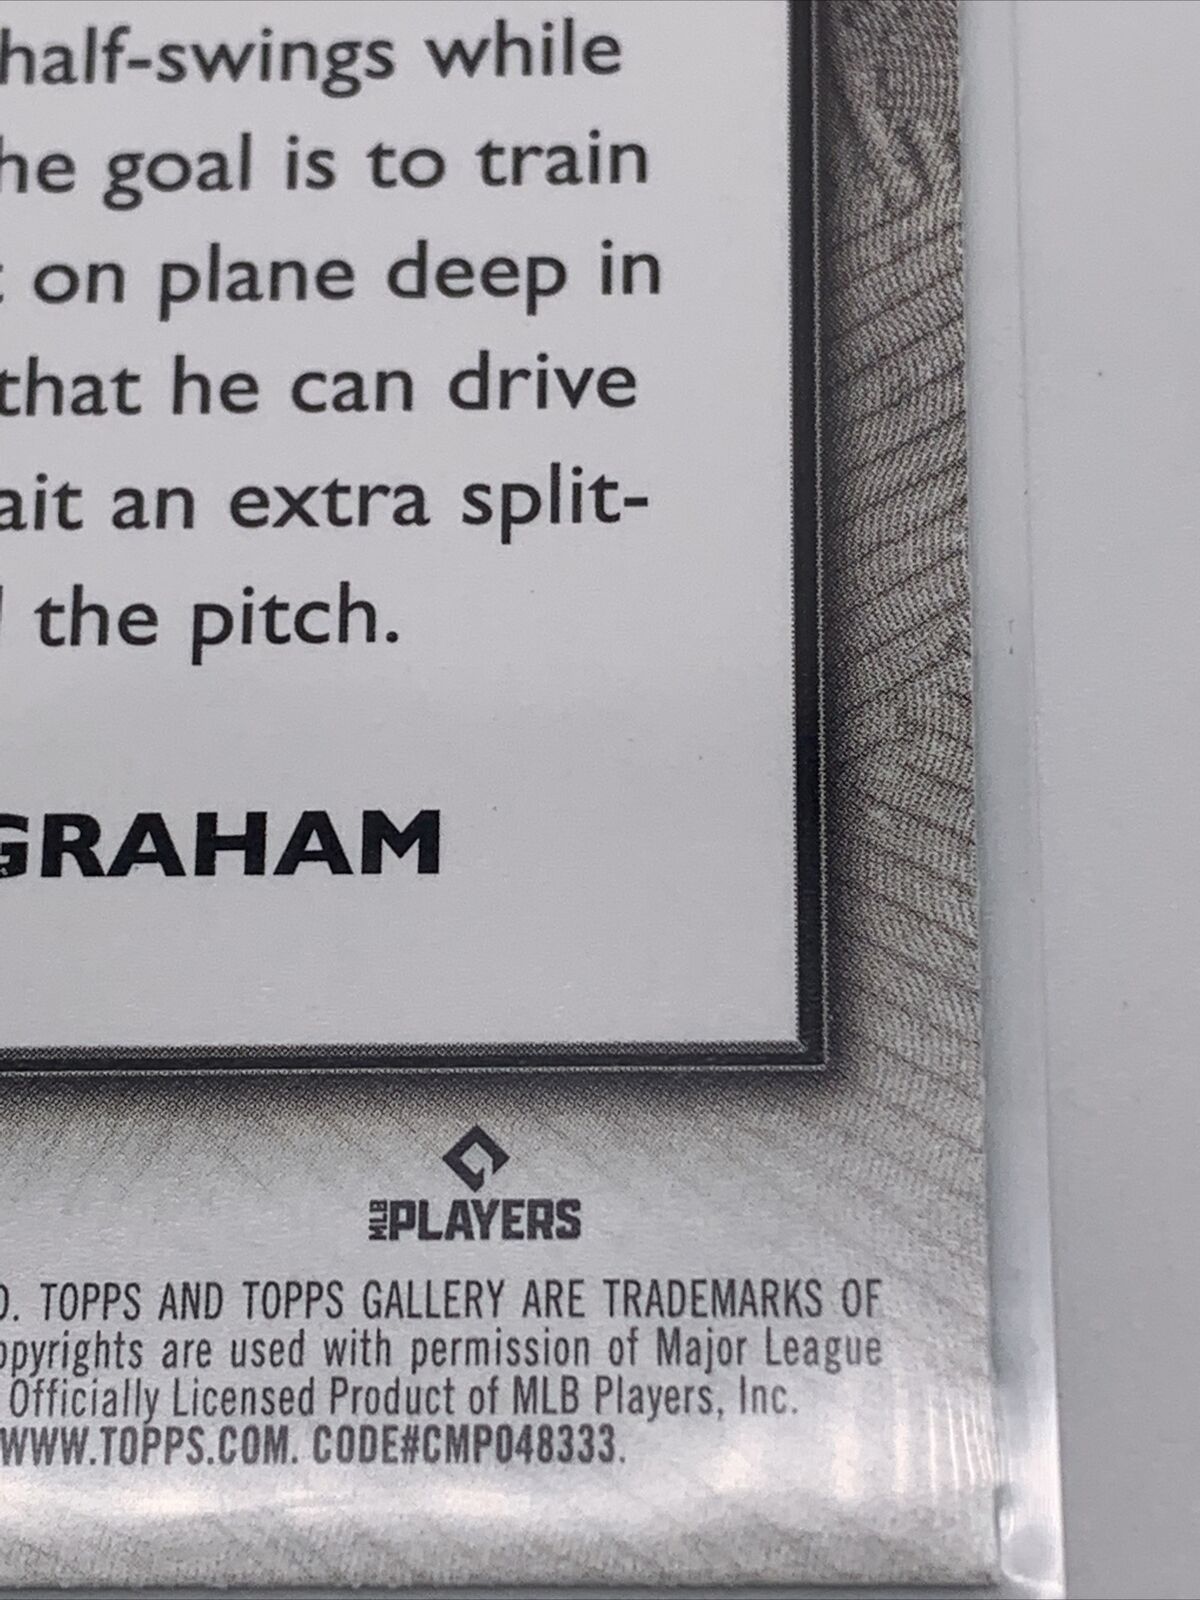 half-swings while
he goal is to train
on plane deep in
that he can drive
ait an extra split-
the pitch.
GRAHAM
MLB PLAYERS
. TOPPS AND TOPPS GALLERY ARE TRADEMARKS OF
opyrights are used with permission of Major League
Officially Licensed Product of MLB Players, Inc.
WWW.TOPPS.COM. CODE#CMP048333.